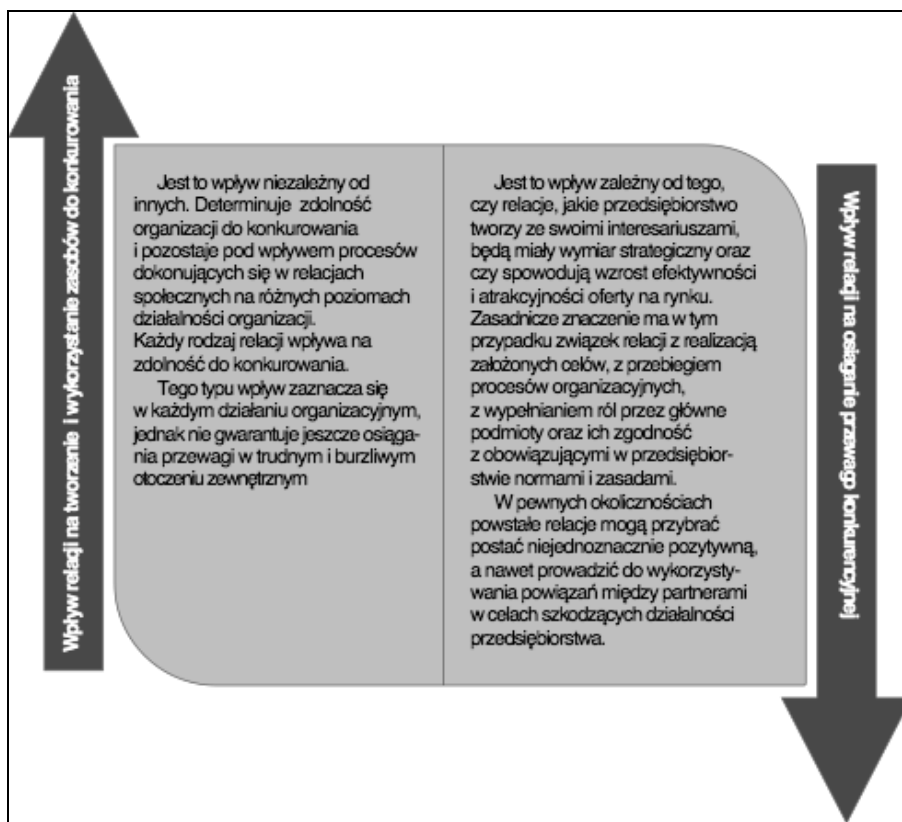 Wpływ relacji na tworzenie i wykorzystanie zasobów do konkurowania
Jest to wpływ niezależny od
innych. Determinuje zdolność
organizacji do konkurowania
i pozostaje pod wpływem procesów
dokonujących się w relacjach
społecznych na różnych poziomach
działalności organizacji.
Każdy rodzaj relacji wpływa na
zdolność do konkurowania.
Tego typu wpływ zaznacza się
w każdym działaniu organizacyjnym,
jednak nie gwarantuje jeszcze osiąga-
nia przewagi w trudnym i burzliwym
otoczeniu zewnętrznym
Jest to wpływ zależny od tego,
czy relacje, jakie przedsiębiorstwo
tworzy ze swoimi interesariuszami,
będą miały wymiar strategiczny oraz
czy spowodują wzrost efektywności
i atrakcyjności oferty na rynku.
Zasadnicze znaczenie ma w tym
przypadku związek relacji z realizacją
założonych celów, z przebiegiem
procesów organizacyjnych,
z wypełnianiem ról przez główne
podmioty oraz ich zgodność
z obowiązującymi w przedsiębior-
stwie normami i zasadami.
W pewnych okolicznościach
powstałe relacje mogą przybrać
postać niejednoznacznie pozytywną,
a nawet prowadzić do wykorzysty-
wania powiązań między partnerami
w celach szkodzących działalności
przedsiębiorstwa.
Wpływ relacji na osiąganie przewago konkurencyjnej